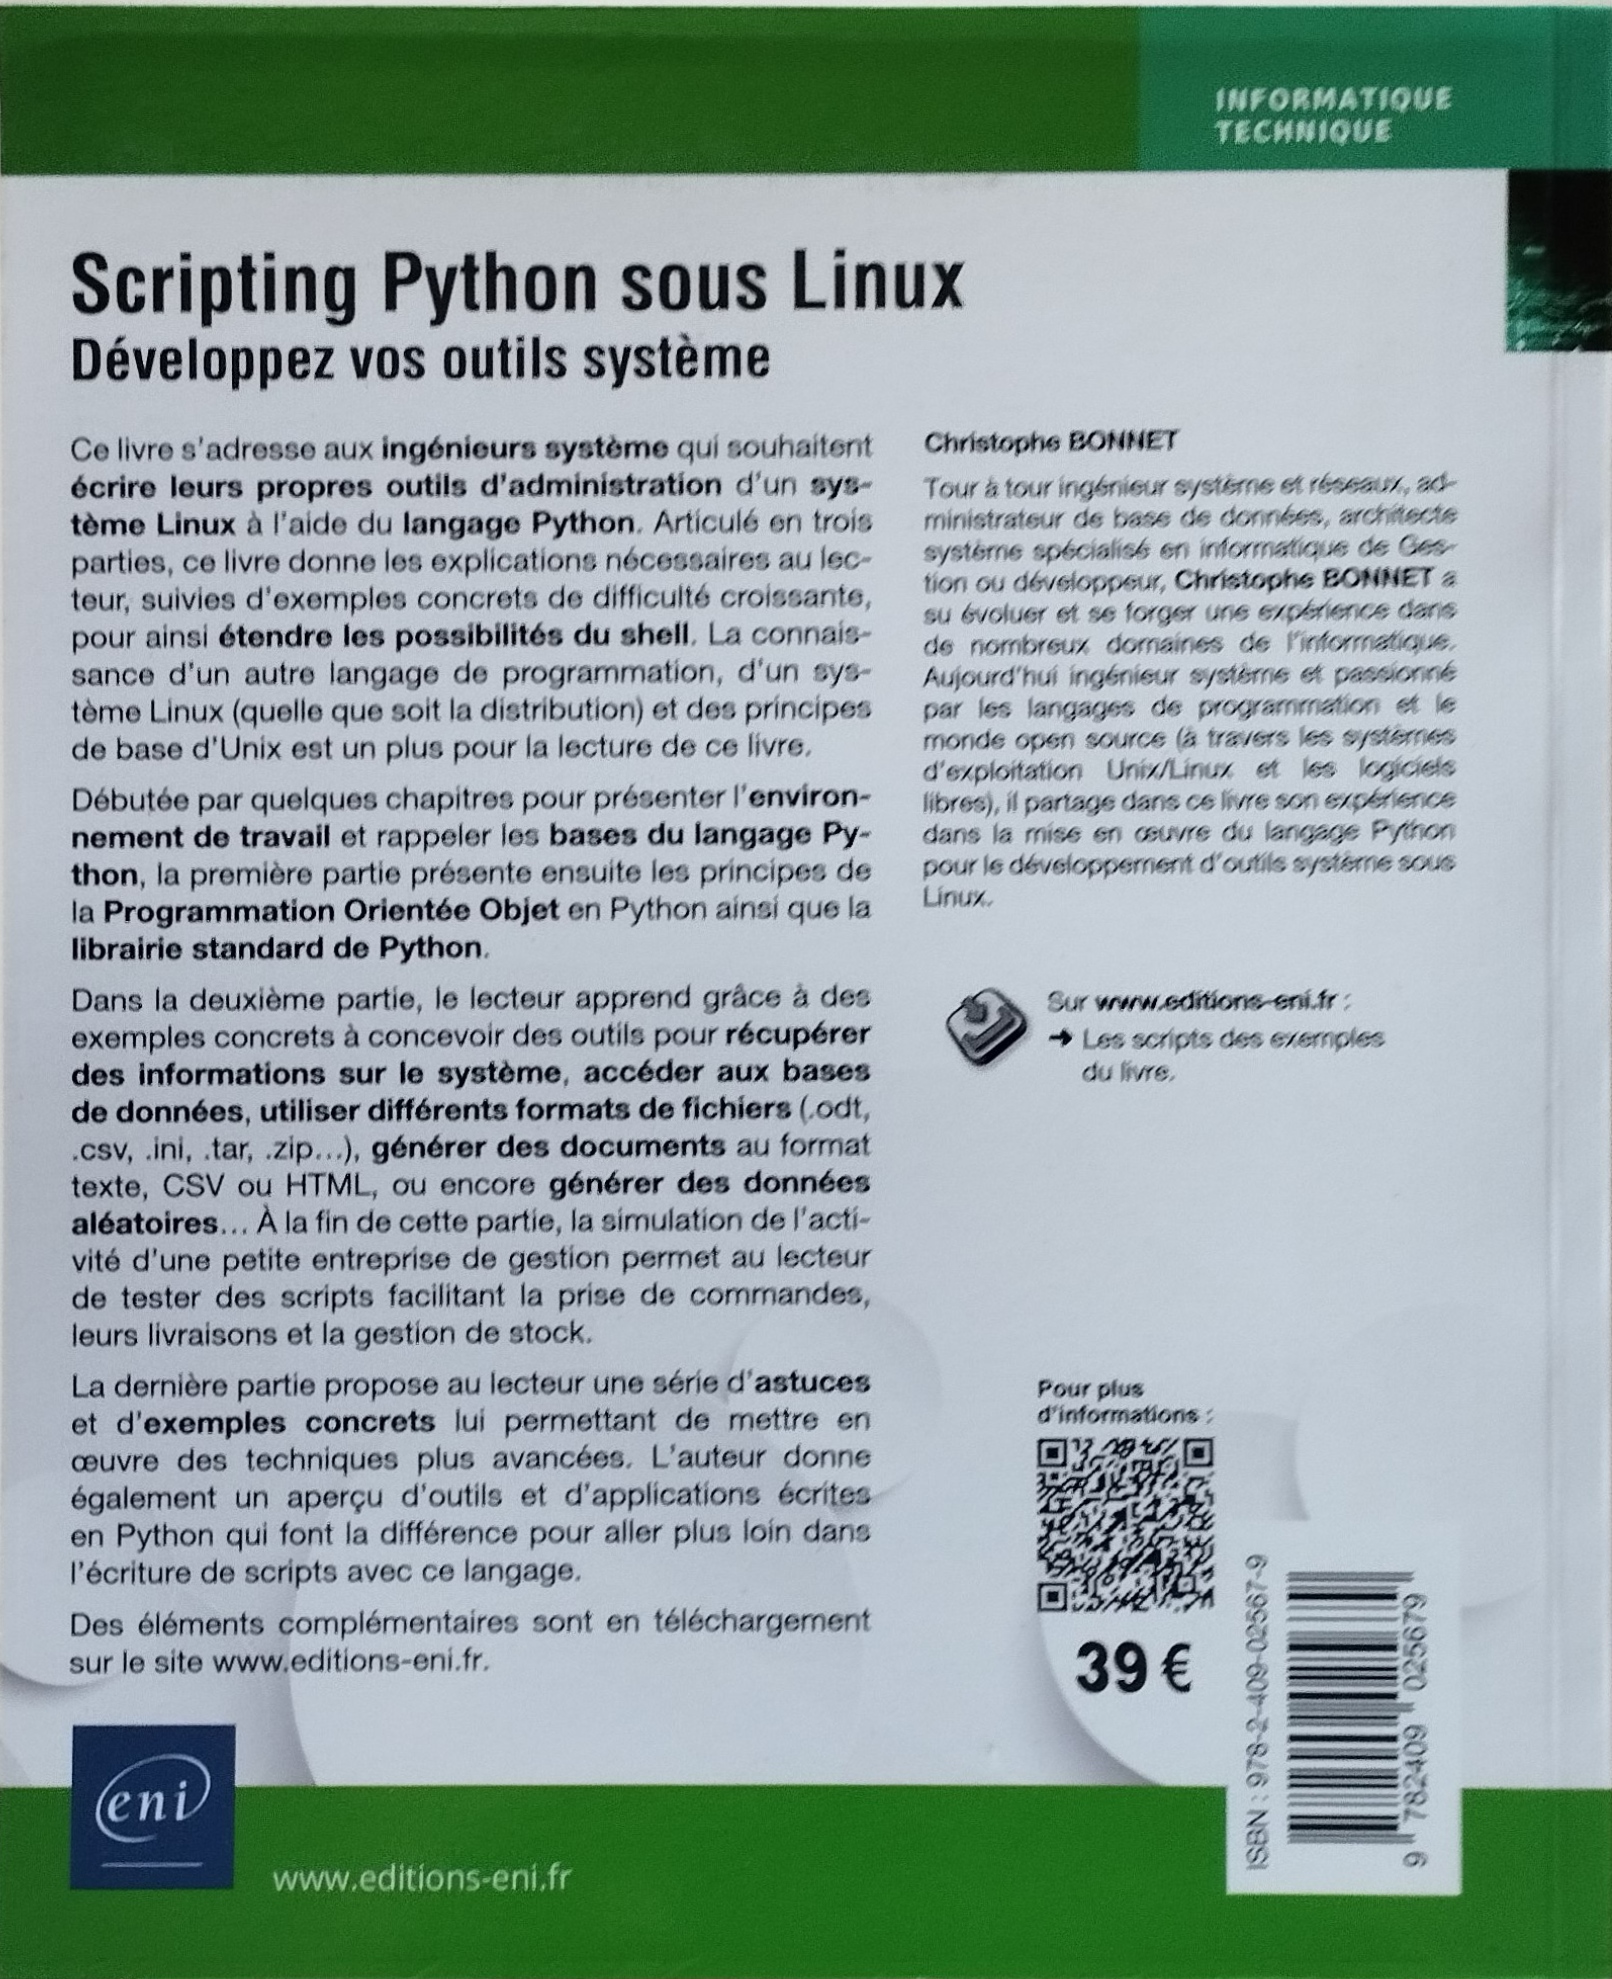 INFORMATIQUE
TECHNIQUE
Scripting Python sous Linux
Développez vos outils système
Ce livre s'adresse aux ingénieurs système qui souhaitent
écrire leurs propres outils d'administration d'un sys-
tème Linux à l'aide du langage Python. Articulé en trois
parties, ce livre donne les explications nécessaires au lec-
teur, suivies d'exemples concrets de difficulté croissante,
pour ainsi étendre les possibilités du shell. La connais-
sance d'un autre langage de programmation, d'un sys-
tème Linux (quelle que soit la distribution) et des principes
de base d'Unix est un plus pour la lecture de ce livre.
Débutée par quelques chapitres pour présenter l'environ-
nement de travail et rappeler les bases du langage Py-
thon, la première partie présente ensuite les principes de
la Programmation Orientée Objet en Python ainsi que la
librairie standard de Python.
Dans la deuxième partie, le lecteur apprend grâce à des
exemples concrets à concevoir des outils pour récupérer
des informations sur le système, accéder aux bases
de données, utiliser différents formats de fichiers (.odt,
.csv, .ini, .tar, .zip...), générer des documents au format
texte, CSV ou HTML, ou encore générer des données
aléatoires... À la fin de cette partie, la simulation de l'acti-
vité d'une petite entreprise de gestion permet au lecteur
de tester des scripts facilitant la prise de commandes,
leurs livraisons et la gestion de stock.
La dernière partie propose au lecteur une série d'astuces
et d'exemples concrets lui permettant de mettre en
œuvre des techniques plus avancées. L'auteur donne
également un aperçu d'outils et d'applications écrites
en Python qui font la différence pour aller plus loin dans
l'écriture de scripts avec ce langage.
Des éléments complémentaires sont en téléchargement
sur le site www.editions-eni.fr.
Christophe BONNET
Tour à tour ingénieur système et réseaux, ad-
ministrateur de base de données, architecte
système spécialisé en informatique de Ges-
tion ou développeur, Christophe BONNET a
su évoluer et se forger une expérience dans
de nombreux domaines de l'informatique.
Aujourd'hui ingénieur système et passionné
par les langages de programmation et le
monde open source (à travers les systèmes
d'exploitation Unix/Linux et les logiciels
libres), il partage dans ce livre son expérience
dans la mise en œuvre du langage Python
pour le développement d'outils système sous
Linux.
Sur www.editions-eni.fr :
➔ Les scripts des exemples
du livre.
Pour plus
d'informations :
39 €
ISBN : 978-2-409-02567-9
9 782409 025679
eni
www.editions-eni.fr